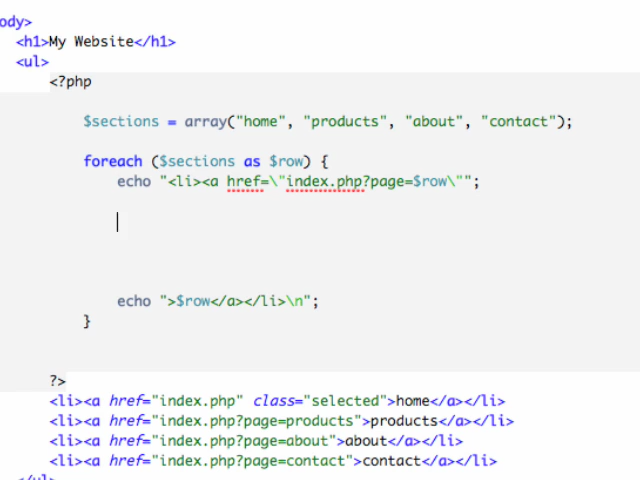 ody>
<h1>My Website</h1>
<ul>
<?php
$sections = array("home", "products", "about", "contact");
foreach ($sections as $row) {
echo "<li><a href=\"index.php?page=$row\"";
echo ">$row</a></li>\n";
}
?>
<li><a href="index.php" class="selected">home</a></li>
<li><a href="index.php?page=products">products</a></li>
<li><a href="index.php?page=about">about</a></li>
<li><a href="index.php?page=contact">contact</a></li>
</ul>